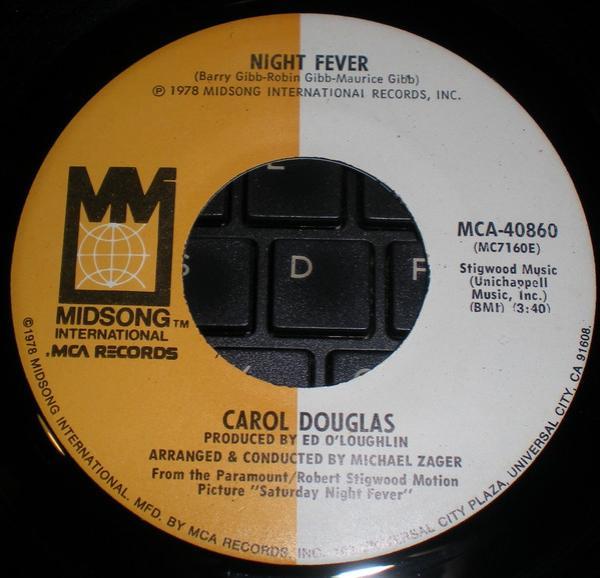 NIGHT FEVER
(Barry Gibb-Robin Gibb-Maurice Gibb)
℗ 1978 MIDSONG INTERNATIONAL RECORDS, INC.
MM
MIDSONG TM
INTERNATIONAL
.MCA RECORDS
MCA-40860
(MC7160E)
Stigwood Music
(Unichappell
Music, Inc.)
(BMI) (3:40)
D
F
CAROL DOUGLAS
PRODUCED BY ED O'LOUGHLIN
ARRANGED & CONDUCTED BY MICHAEL ZAGER
From the Paramount/Robert Stigwood Motion
Picture "Saturday Night Fever"
©1978 MIDSONG INTERNATIONAL. MFD. BY MCA RECORDS, INC. UNIVERSAL CITY PLAZA, UNIVERSAL CITY, CA 91608.